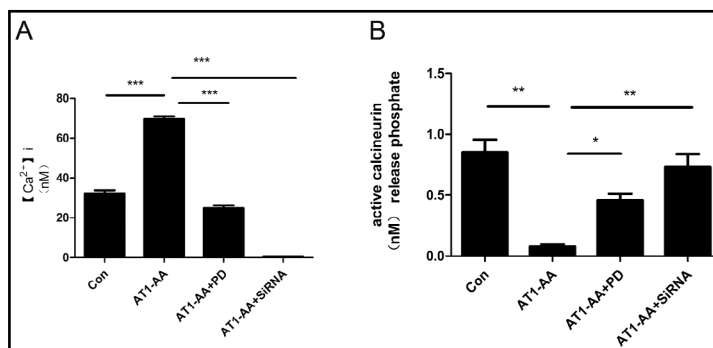 A
***
***
***
80
60
40
20
0
【Ca²⁺】i
(nM)
Con
AT1-AA
AT1-AA+PD
AT1-AA+SiRNA
B
**
**
*
1.5
1.0
0.5
0.0
active calcineurin
(nM) release phosphate
Con
AT1-AA
AT1-AA+PD
AT1-AA+SiRNA